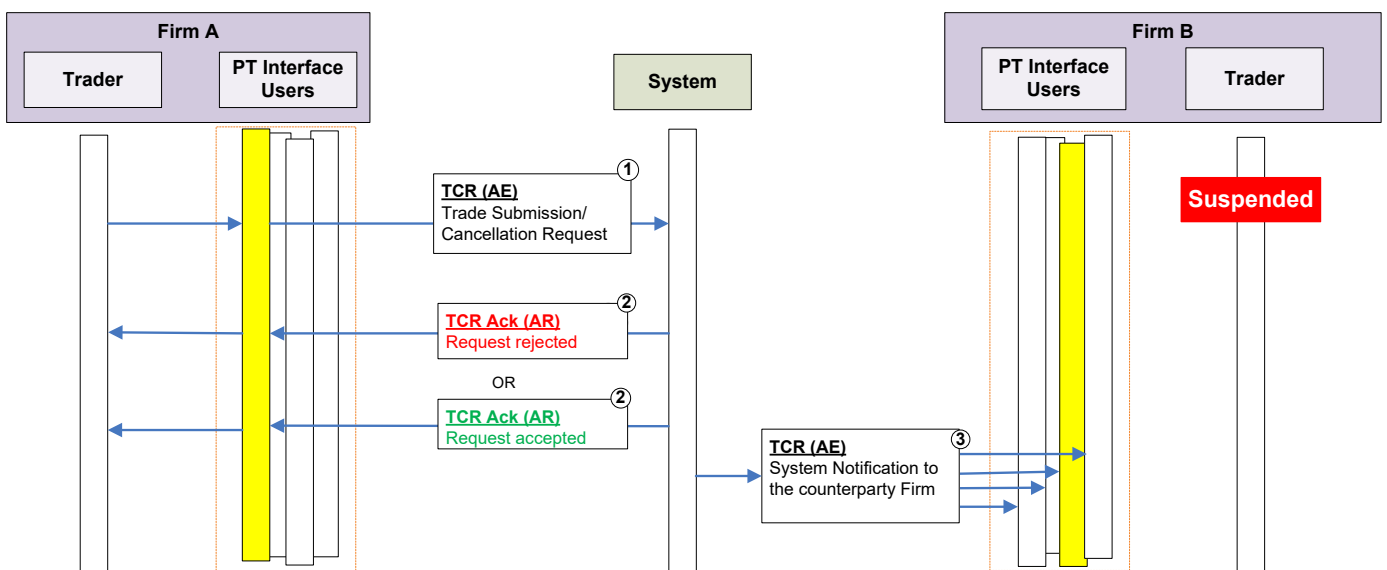 Firm A
Firm B
Trader
PT Interface
Users
System
PT Interface
Users
Trader
1
TCR (AE)
Trade Submission/
Cancellation Request
Suspended
2
TCR Ack (AR)
Request rejected
OR
2
TCR Ack (AR)
Request accepted
3
TCR (AE)
System Notification to
the counterparty Firm